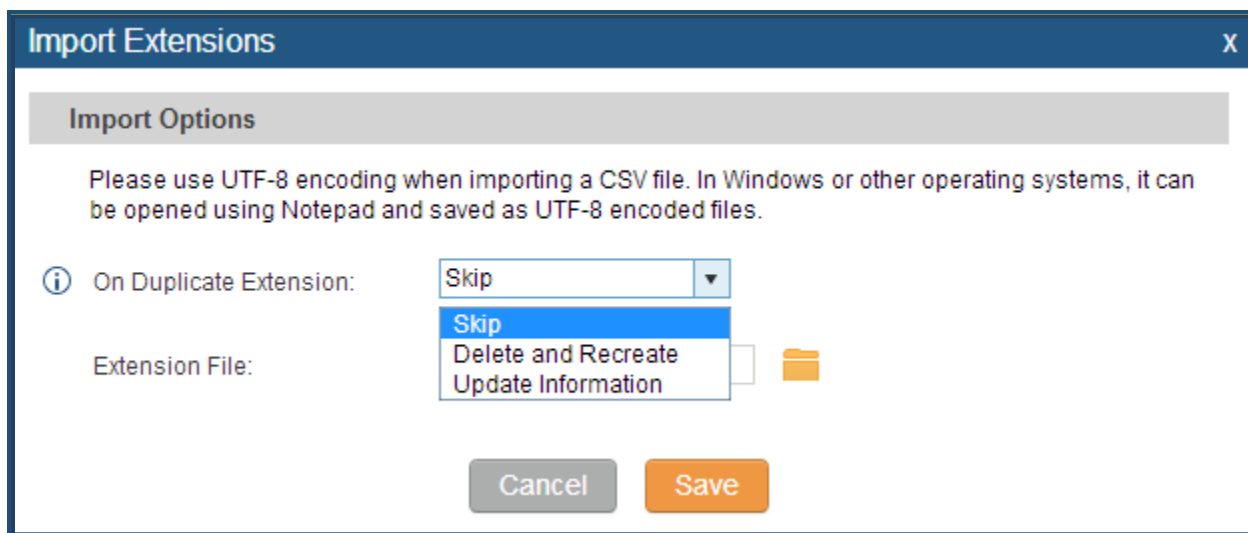 Import Extensions X
Import Options
Please use UTF-8 encoding when importing a CSV file. In Windows or other operating systems, it can
be opened using Notepad and saved as UTF-8 encoded files.
On Duplicate Extension: Skip
Skip
Delete and Recreate
Extension File:
Update Information
Cancel Save